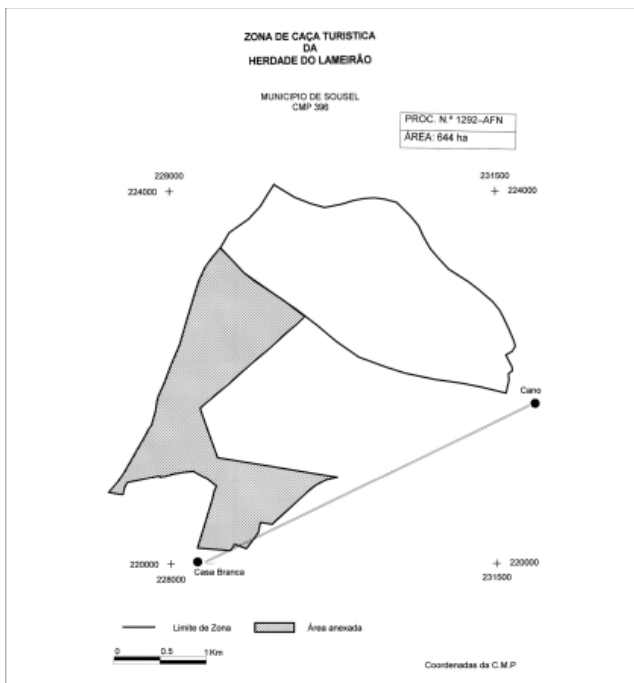 ZONA DE CAÇA TURISTICA
DA
HERDADE DO LAMEIRÃO
MUNICIPIO DE SOUSEL
CMP 396
PROC. N.º 1292-AFN
ÁREA: 644 ha
228000
224000
231500
224000
Cano
220000
228000
Casa Branca
220000
231500
Limite de Zona
Área anexada
0 0.5 1Km
Coordenadas da C.M.P